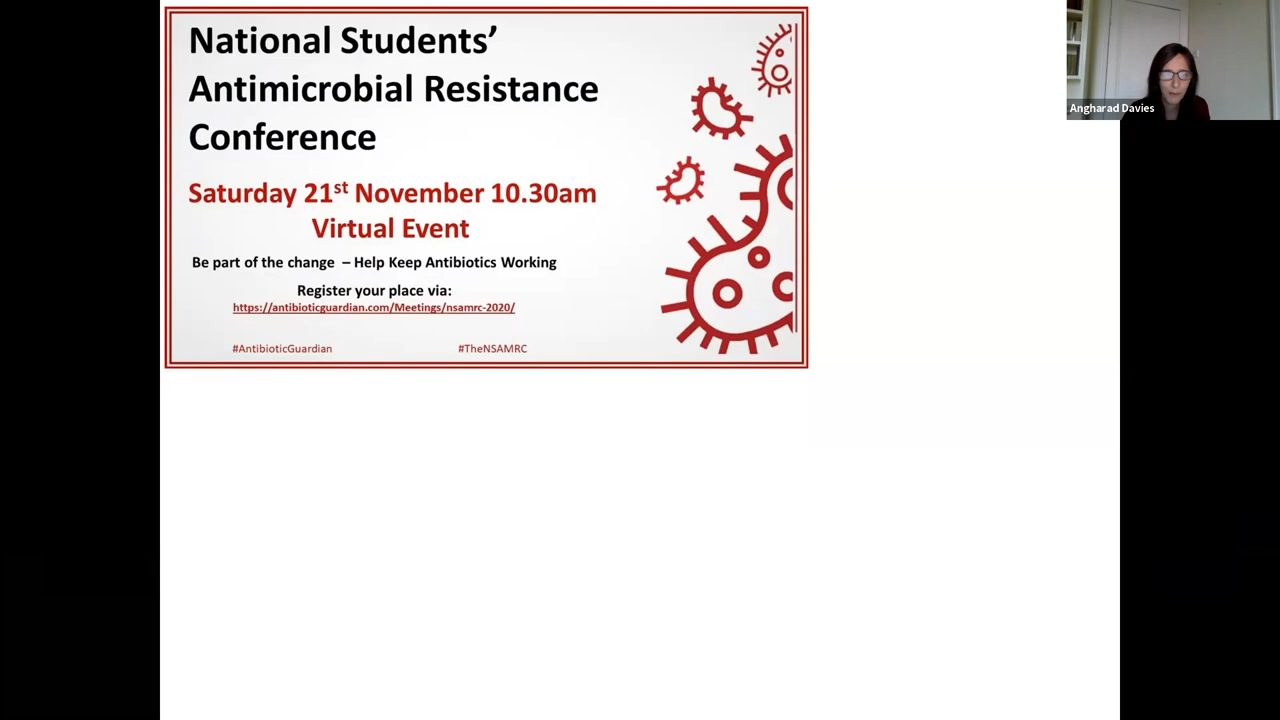 National Students’
Antimicrobial Resistance
Conference
Saturday 21st November 10.30am
Virtual Event
Be part of the change – Help Keep Antibiotics Working
Register your place via:
https://antibioticguardian.com/Meetings/nsamrc-2020/
#AntibioticGuardian #TheNSAMRC
Angharad Davies